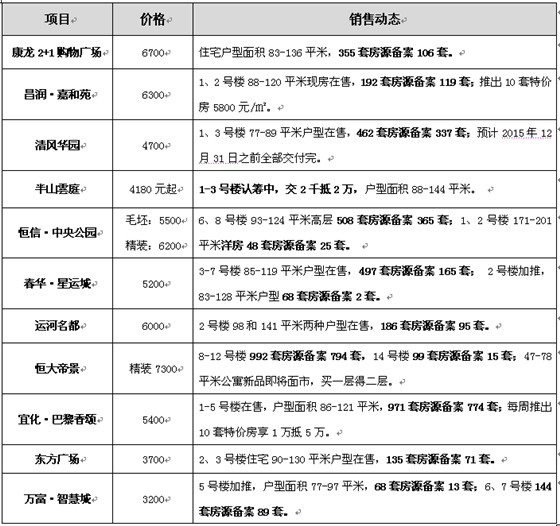 项目 价格 销售动态
康龙 2+1 购物广场 6700 住宅户型面积 83-136 平米，355 套房源备案 106 套。
昌润·嘉和苑 6300 1、2 号楼 88-120 平米现房在售，192 套房源备案 119 套；推出 10 套特价
房 5800 元/㎡。
清风华园 4700 1、3 号楼 77-89 平米户型在售，462 套房源备案 337 套；预计 2015 年 12
月 31 日之前全部交付完。
半山雲庭 4180 元起 1-3 号楼认筹中，交 2 千抵 2 万，户型面积 88-144 平米。
恒信·中央公园 毛坯：5500 6、8 号楼 93-124 平米高层 508 套房源备案 365 套；1、2 号楼 171-201
精装：6200 平米洋房 48 套房源备案 25 套。
春华·星运城 5200 3-7 号楼 85-119 平米户型在售，497 套房源备案 165 套； 2 号楼加推，
83-128 平米户型 68 套房源备案 2 套。
运河名都 6000 2 号楼 98 和 141 平米两种户型在售，186 套房源备案 95 套。
恒大帝景 精装 7300 8-12 号楼 992 套房源备案 794 套，14 号楼 99 套房源备案 15 套；47-78
平米公寓新品即将面市，买一层得二层。
宜化·巴黎香颂 5400 1-5 号楼在售，户型面积 86-121 平米，971 套房源备案 774 套；每周推出
10 套特价房享 1 万抵 5 万。
东方广场 3700 2、3 号楼住宅 90-130 平米户型在售，135 套房源备案 71 套。
万富·智慧城 3200 5 号楼加推，户型面积 77-97 平米，68 套房源备案 13 套；6、7 号楼 144
套房源备案 89 套。